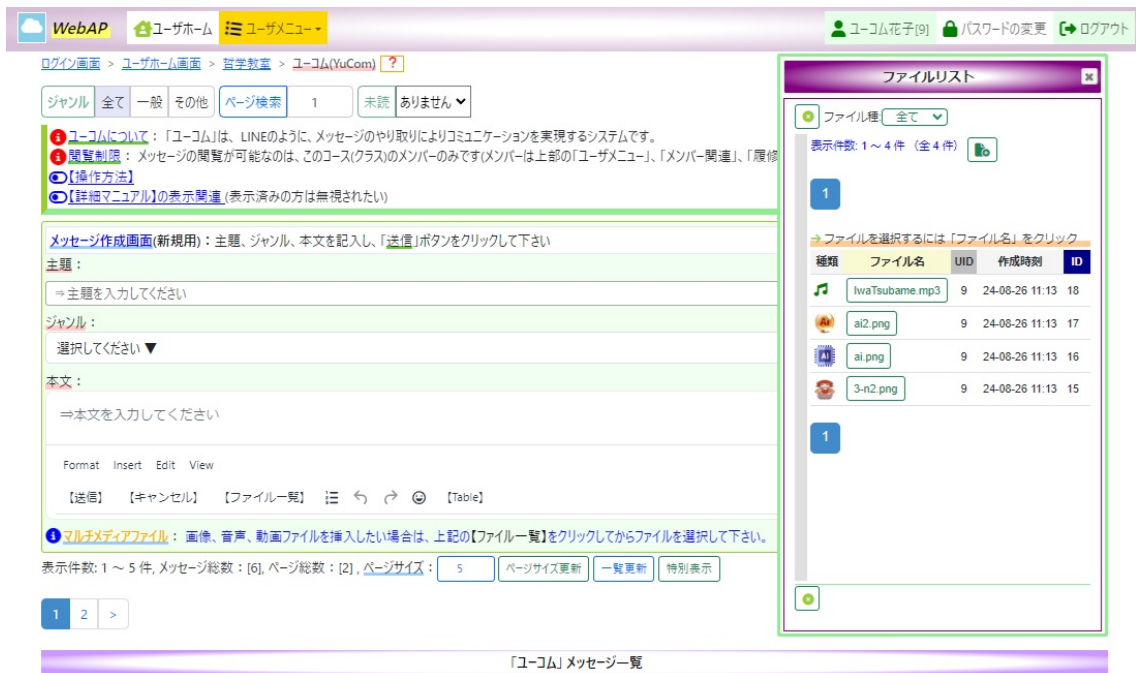 WebAP ユーザホーム ユーザメニュー ユーコム花子[9] パスワードの変更 ログアウト
ログイン画面 > ユーザホーム画面 > 哲学教室 > ユーコム(YuCom) ?
ジャンル 全て 一般 その他 ページ検索 1 未読 ありません
ユーコムについて:「ユーコム」は、LINEのように、メッセージのやり取りによりコミュニケーションを実現するシステムです。
閲覧制限: メッセージの閲覧が可能なのは、このコース(クラス)のメンバーのみです(メンバーは上部の「ユーザメニュー」、「メンバー関連」、「履修
【操作方法】
【詳細マニュアル】の表示関連 (表示済みの方は無視されたい)
メッセージ作成画面(新規用):主題、ジャンル、本文を記入し、「送信」ボタンをクリックして下さい
主題:
⇒主題を入力してください
ジャンル:
選択してください ▼
本文:
⇒本文を入力してください
Format Insert Edit View
【送信】 【キャンセル】 【ファイル一覧】 【Table】
マルチメディアファイル: 画像、音声、動画ファイルを挿入したい場合は、上記の【ファイル一覧】をクリックしてからファイルを選択して下さい。
表示件数: 1 ~ 5 件, メッセージ総数:[6], ページ総数:[2] , ページサイズ: 5 ページサイズ更新 一覧更新 特別表示
1 2 >
「ユーコム」メッセージ一覧
ファイルリスト
ファイル種: 全て
表示件数: 1 ~ 4 件 (全 4 件)
1
→ファイルを選択するには「ファイル名」をクリック
種類 ファイル名 UID 作成時刻 ID
IwaTsubame.mp3 9 24-08-26 11:13 18
ai2.png 9 24-08-26 11:13 17
ai.png 9 24-08-26 11:13 16
3-n2.png 9 24-08-26 11:13 15
1